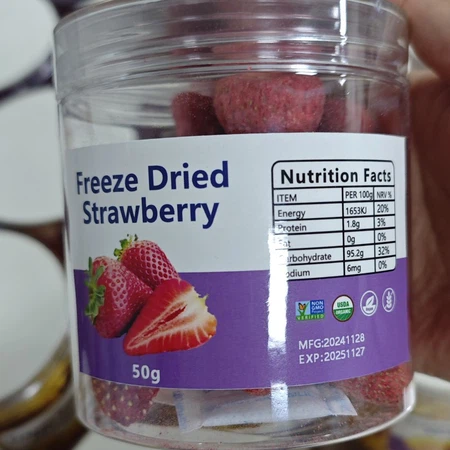 Freeze Dried
Strawberry
50g
Nutrition Facts
ITEM PER 100g NRV %
Energy 1653KJ 20%
Protein 1.8g 3%
Fat 0g 0%
Carbohydrate 95.2g 32%
Sodium 6mg 0%
NON
GMO
VERIFIED
USDA
ORGANIC
MFG:20241128
EXP:20251127